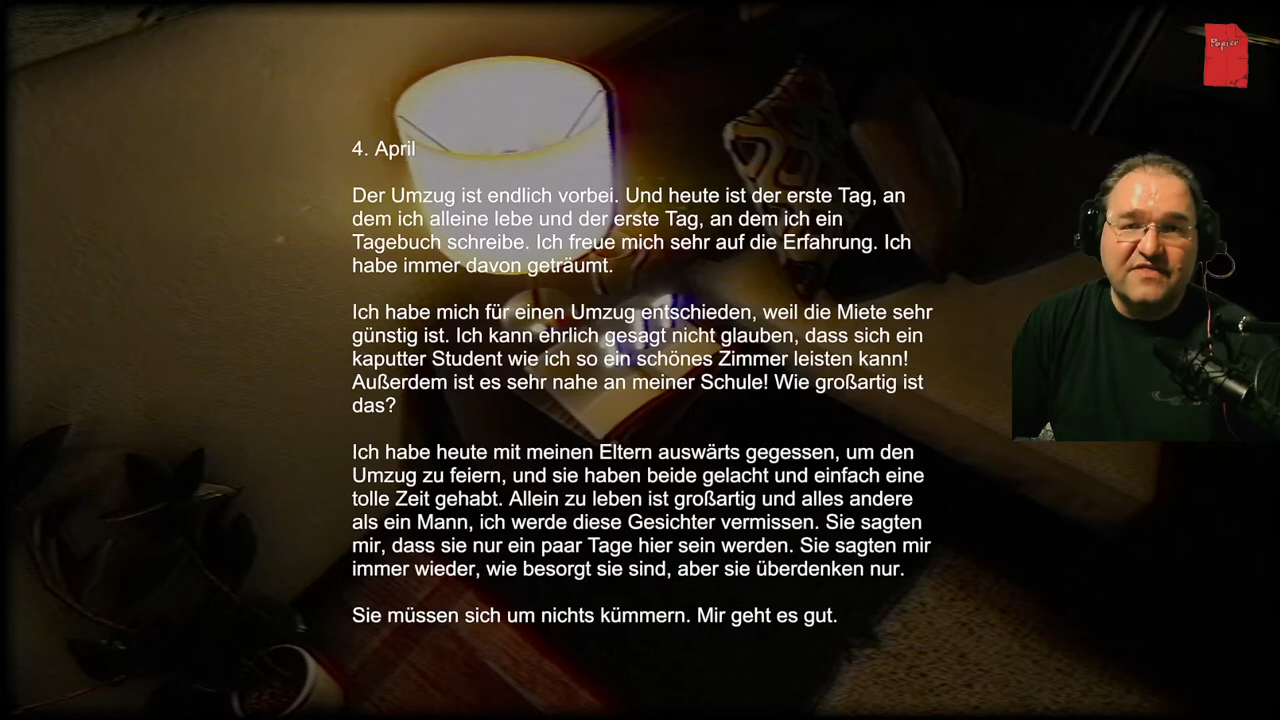 Papier
4. April
Der Umzug ist endlich vorbei. Und heute ist der erste Tag, an
dem ich alleine lebe und der erste Tag, an dem ich ein
Tagebuch schreibe. Ich freue mich sehr auf die Erfahrung. Ich
habe immer davon geträumt.
Ich habe mich für einen Umzug entschieden, weil die Miete sehr
günstig ist. Ich kann ehrlich gesagt nicht glauben, dass sich ein
kaputter Student wie ich so ein schönes Zimmer leisten kann!
Außerdem ist es sehr nahe an meiner Schule! Wie großartig ist
das?
Ich habe heute mit meinen Eltern auswärts gegessen, um den
Umzug zu feiern, und sie haben beide gelacht und einfach eine
tolle Zeit gehabt. Allein zu leben ist großartig und alles andere
als ein Mann, ich werde diese Gesichter vermissen. Sie sagten
mir, dass sie nur ein paar Tage hier sein werden. Sie sagten mir
immer wieder, wie besorgt sie sind, aber sie überdenken nur.
Sie müssen sich um nichts kümmern. Mir geht es gut.